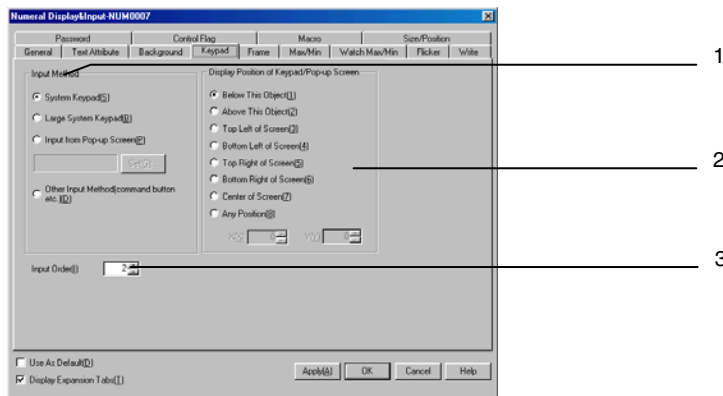 Numeral Display&Input-NUM0007
Password Control Flag Macro Size/Position
General Text Attribute Background Keypad Frame Max/Min Watch Max/Min Flicker Write
Input Method
System Keypad(S)
Large System Keypad(B)
Input from Pop-up Screen(P)
Set(G)...
Other Input Method(command button
etc.)(D)
Display Position of Keypad/Pop-up Screen
Below This Object(1)
Above This Object(2)
Top Left of Screen(3)
Bottom Left of Screen(4)
Top Right of Screen(5)
Bottom Right of Screen(6)
Center of Screen(7)
Any Position(8)
X(X) 0 Y(Y) 0
Input Order(I) 2
Use As Default(D)
Display Expansion Tabs(T)
Apply(A) OK Cancel Help
1
2
3